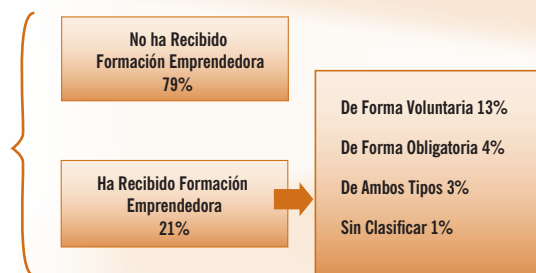 No ha Recibido
Formación Emprendedora
79%
Ha Recibido Formación
Emprendedora
21%
De Forma Voluntaria 13%
De Forma Obligatoria 4%
De Ambos Tipos 3%
Sin Clasificar 1%